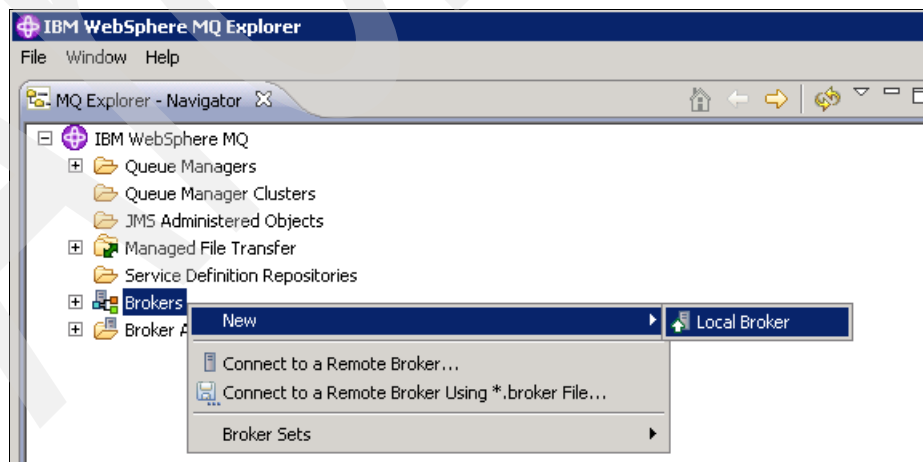 IBM WebSphere MQ Explorer
File Window Help
MQ Explorer - Navigator
IBM WebSphere MQ
Queue Managers
Queue Manager Clusters
JMS Administered Objects
Managed File Transfer
Service Definition Repositories
Brokers
New
Local Broker
Broker A
Connect to a Remote Broker...
Connect to a Remote Broker Using *.broker File...
Broker Sets